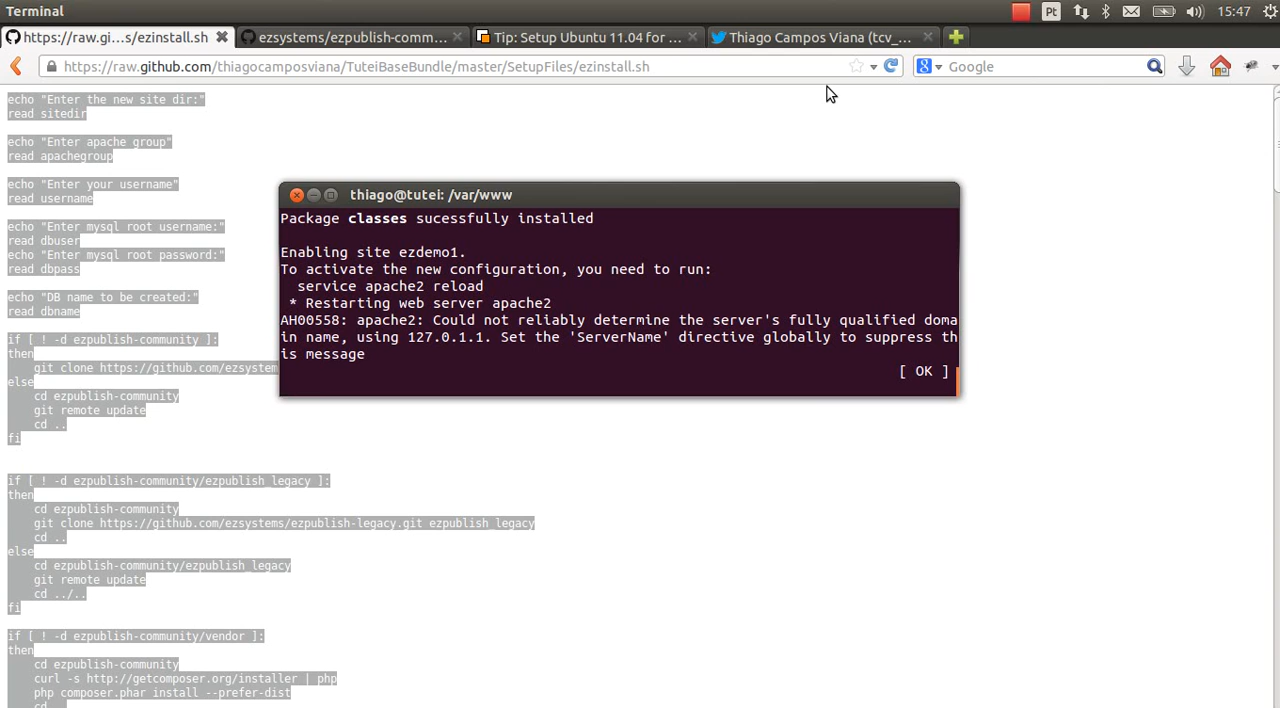 Terminal
Pt
15:47
https://raw.gi...s/ezinstall.sh
ezsystems/ezpublish-comm...
Tip: Setup Ubuntu 11.04 for ...
Thiago Campos Viana (tcv_...
https://raw.github.com/thiagocamposviana/TuteiBaseBundle/master/SetupFiles/ezinstall.sh
8
Google
echo "Enter the new site dir:"
read sitedir
echo "Enter apache group"
read apachegroup
echo "Enter your username"
read username
echo "Enter mysql root username:"
read dbuser
echo "Enter mysql root password:"
read dbpass
echo "DB name to be created:"
read dbname
if [ ! -d ezpublish-community ]:
then
git clone https://github.com/ezsystem
else
cd ezpublish-community
git remote update
cd ..
fi
if [ ! -d ezpublish-community/ezpublish_legacy ]:
then
cd ezpublish-community
git clone https://github.com/ezsystems/ezpublish-legacy.git ezpublish_legacy
cd ..
else
cd ezpublish-community/ezpublish_legacy
git remote update
cd ../..
fi
if [ ! -d ezpublish-community/vendor ]:
then
cd ezpublish-community
curl -s http://getcomposer.org/installer | php
php composer.phar install --prefer-dist
cd
thiago@tutei: /var/www
Package classes sucessfully installed
Enabling site ezdemo1.
To activate the new configuration, you need to run:
service apache2 reload
* Restarting web server apache2
AH00558: apache2: Could not reliably determine the server's fully qualified doma
in name, using 127.0.1.1. Set the 'ServerName' directive globally to suppress th
is message
[ OK ]